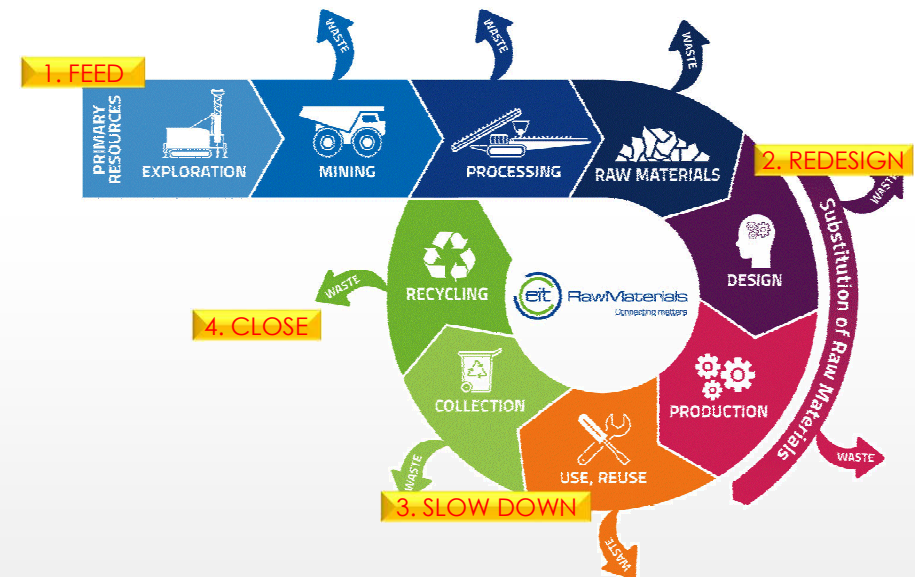 WASTE
WASTE
WASTE
1. FEED
PRIMARY
RESOURCES
EXPLORATION
MINING
PROCESSING
RAW MATERIALS
2. REDESIGN
WASTE
Substitution of Raw Materials
DESIGN
RECYCLING
eit RawMaterials
Connecting matters
WASTE
4. CLOSE
COLLECTION
PRODUCTION
USE, REUSE
WASTE
WASTE
3. SLOW DOWN
WASTE